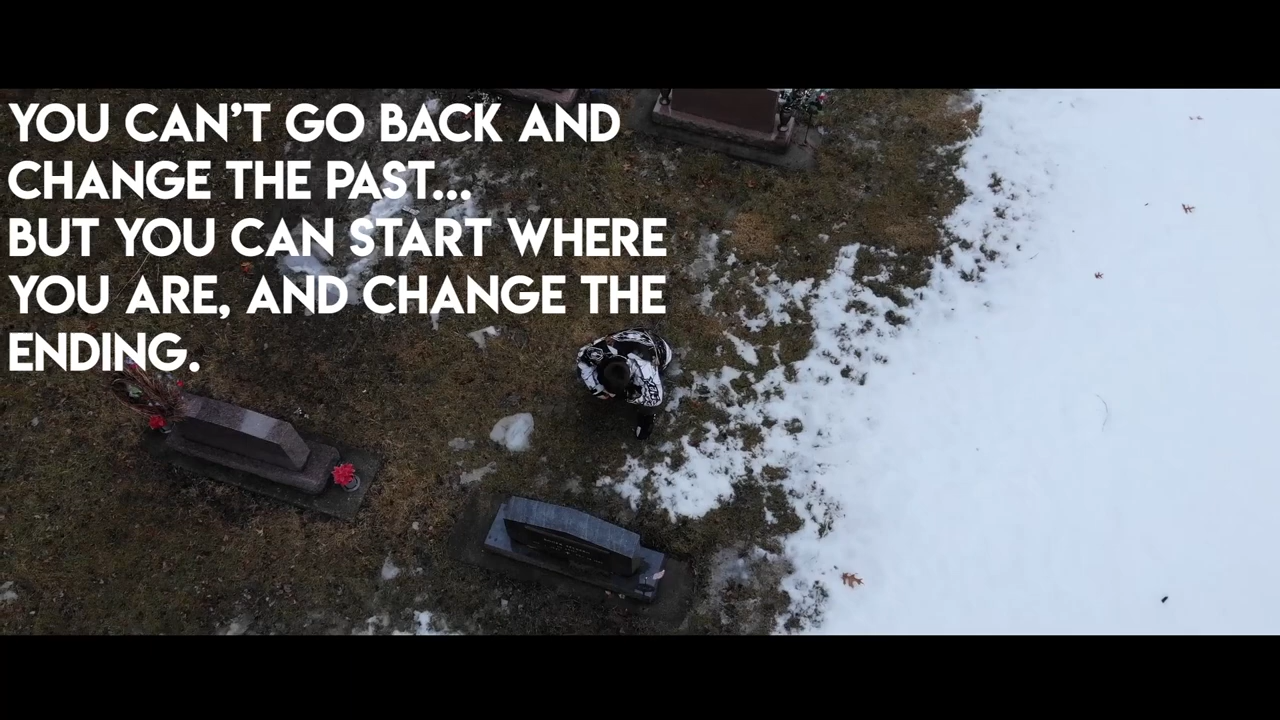 YOU CAN'T GO BACK AND
CHANGE THE PAST...
BUT YOU CAN START WHERE
YOU ARE, AND CHANGE THE
ENDING.